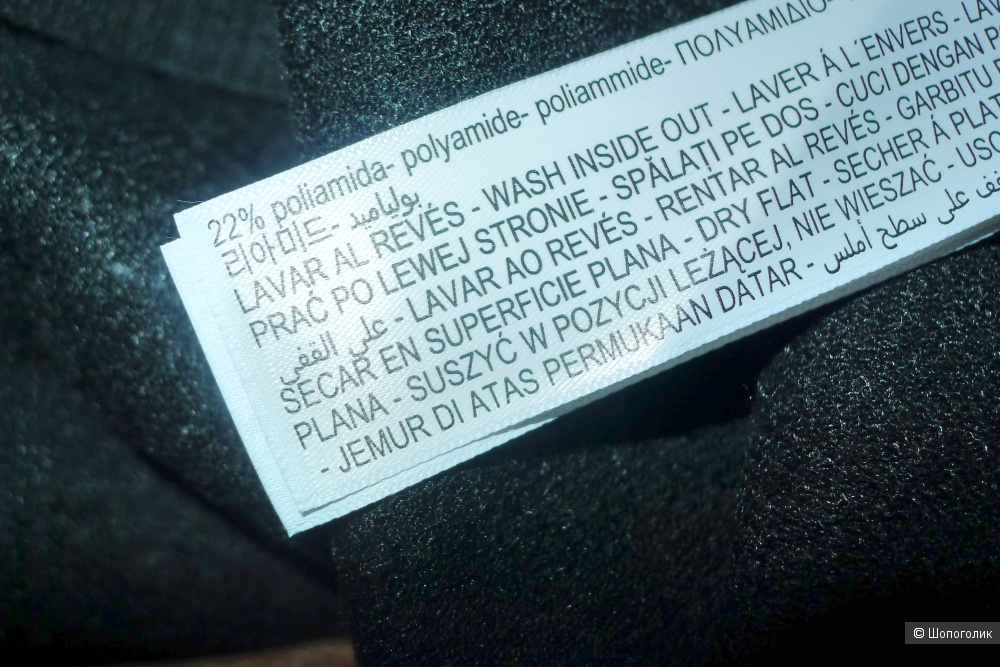 22% poliamida- polyamide- poliammide- ΠΟΛΥΑΜΙΔΙΟ-
리아미드- بولياميد
LAVAR AL REVÉS - WASH INSIDE OUT - LAVER Á L´ENVERS - LAV
PRAĆ PO LEWEJ STRONIE - SPĂLAȚI PE DOS - CUCI DENGAN P
على القفى - LAVAR AO REVÉS - RENTAR AL REVÉS - GARBITU
SECAR EN SUPERFICIE PLANA - DRY FLAT - SECHER Á PLAT
PLANA - SUSZYĆ W POZYCJI LEŻĄCEJ, NIE WIESZAĆ - USC
- JEMUR DI ATAS PERMUKAAN DATAR - على سطح أملس
© Шопоголик